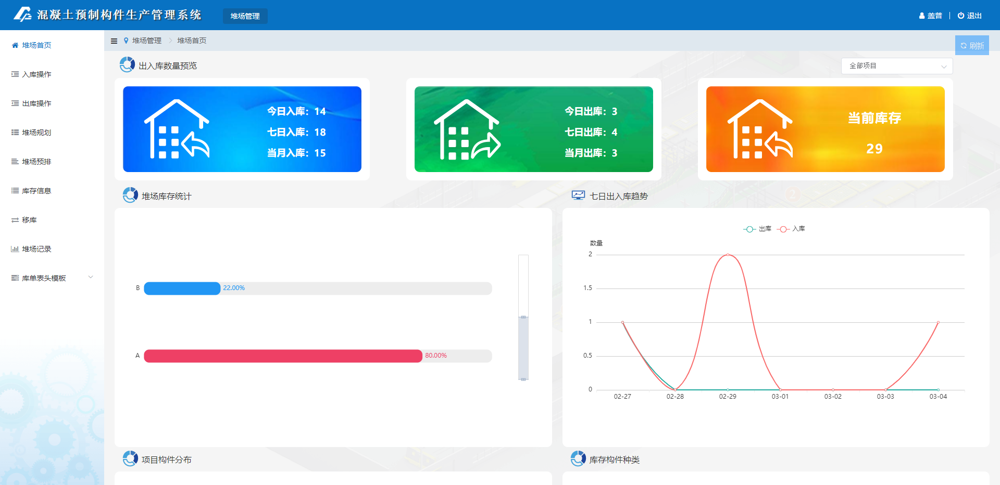 混凝土预制构件生产管理系统
堆场管理
盖普
退出
堆场首页
入库操作
出库操作
堆场规划
堆场预排
库存信息
移库
堆场记录
库单表头模板
堆场管理 堆场首页
刷新
出入库数量预览
全部项目
今日入库：14
七日入库：18
当月入库：15
今日出库：3
七日出库：4
当月出库：3
当前库存
29
堆场库存统计
B 22.00%
A 80.00%
七日出入库趋势
出库 入库
数量
2
1.5
1
0.5
0
02-27 02-28 02-29 03-01 03-02 03-03 03-04
项目构件分布
库存构件种类